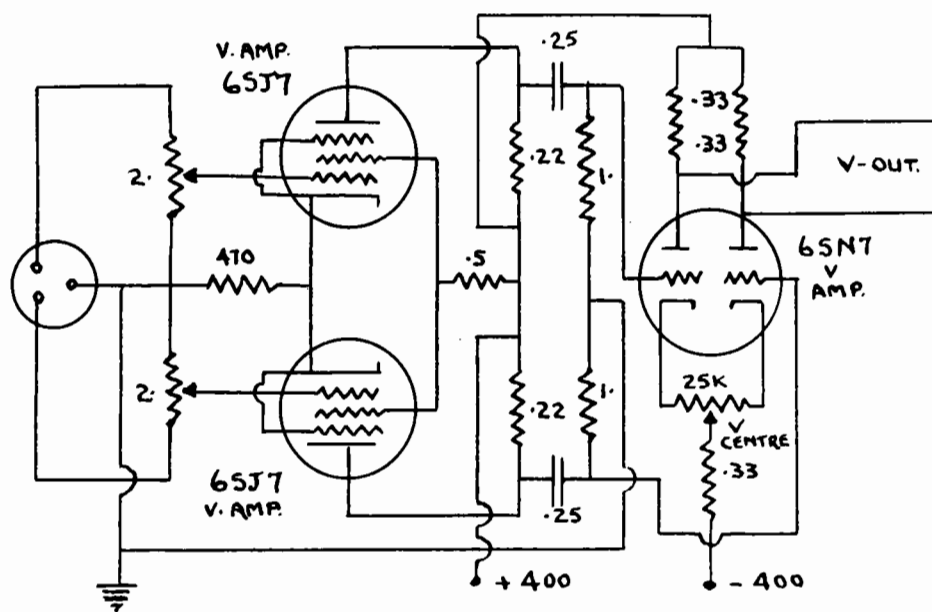 V. AMP.
6SJ7
.25
.33
.33
2.
.22
1.
V-OUT.
470
.5
6SN7
V
AMP.
2.
.22
1.
25K
V
CENTRE
.33
6SJ7
V. AMP.
.25
+ 400
- 400